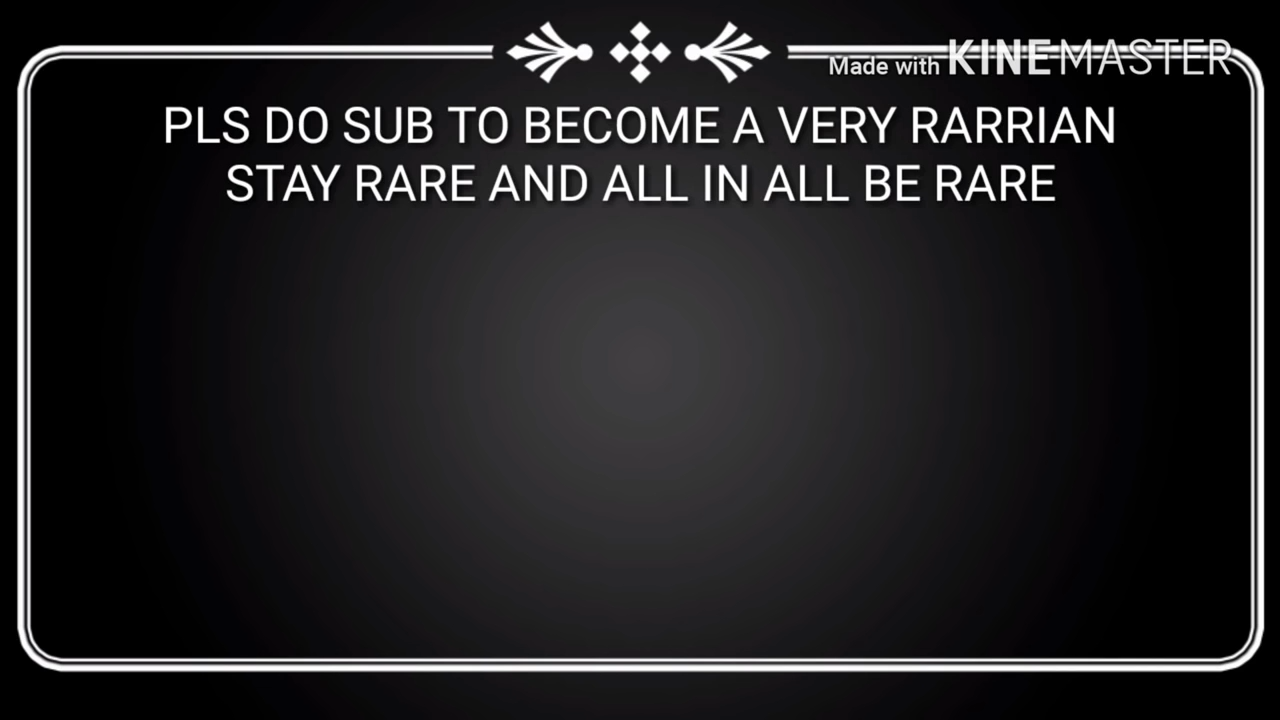 Made with KINEMASTER
PLS DO SUB TO BECOME A VERY RARRIAN
STAY RARE AND ALL IN ALL BE RARE